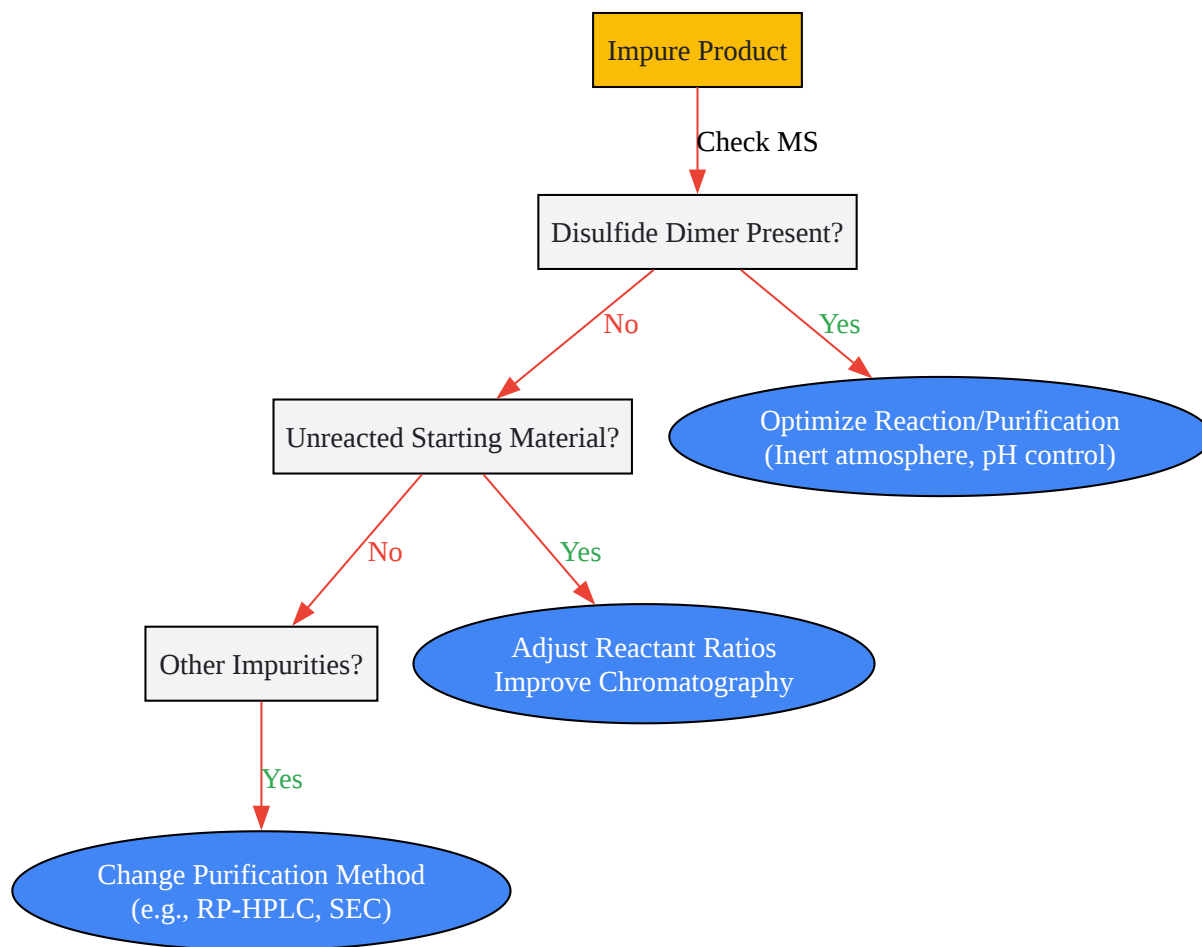 Impure Product
Check MS
Disulfide Dimer Present?
No
Yes
Optimize Reaction/Purification
(Inert atmosphere, pH control)
Unreacted Starting Material?
No
Yes
Adjust Reactant Ratios
Improve Chromatography
Other Impurities?
Yes
Change Purification Method
(e.g., RP-HPLC, SEC)